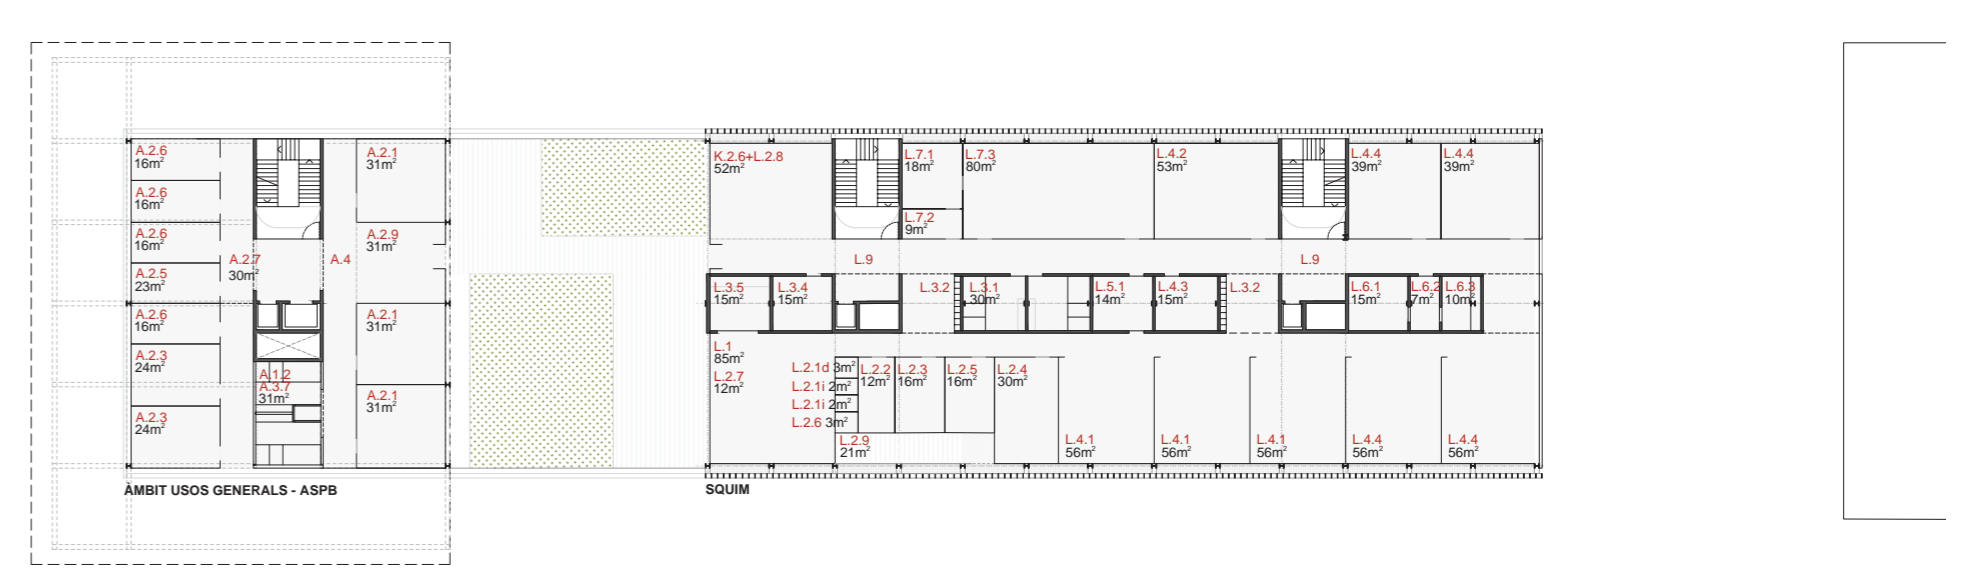 A.2.6
16m²
A.2.6
16m²
A.2.6
16m²
A.2.5
23m²
A.2.6
16m²
A.2.3
24m²
A.2.3
24m²
A.2.7
30m²
A.4
A.1.2
A.3.7
31m²
A.2.1
31m²
A.2.9
31m²
A.2.1
31m²
A.2.1
31m²
ÀMBIT USOS GENERALS - ASPB
K.2.6+L.2.8
52m²
L.7.1
18m²
L.7.2
9m²
L.7.3
80m²
L.4.2
53m²
L.4.4
39m²
L.4.4
39m²
L.9
L.9
L.3.5
15m²
L.3.4
15m²
L.3.2
L.3.1
30m²
L.5.1
14m²
L.4.3
15m²
L.3.2
L.6.1
15m²
L.6.2
7m²
L.6.3
10m²
L.1
85m²
L.2.7
12m²
L.2.1d 3m²
L.2.1i 2m²
L.2.1i 2m²
L.2.6 3m²
L.2.2
12m²
L.2.3
16m²
L.2.5
16m²
L.2.4
30m²
L.2.9
21m²
L.4.1
56m²
L.4.1
56m²
L.4.1
56m²
L.4.4
56m²
L.4.4
56m²
SQUIM